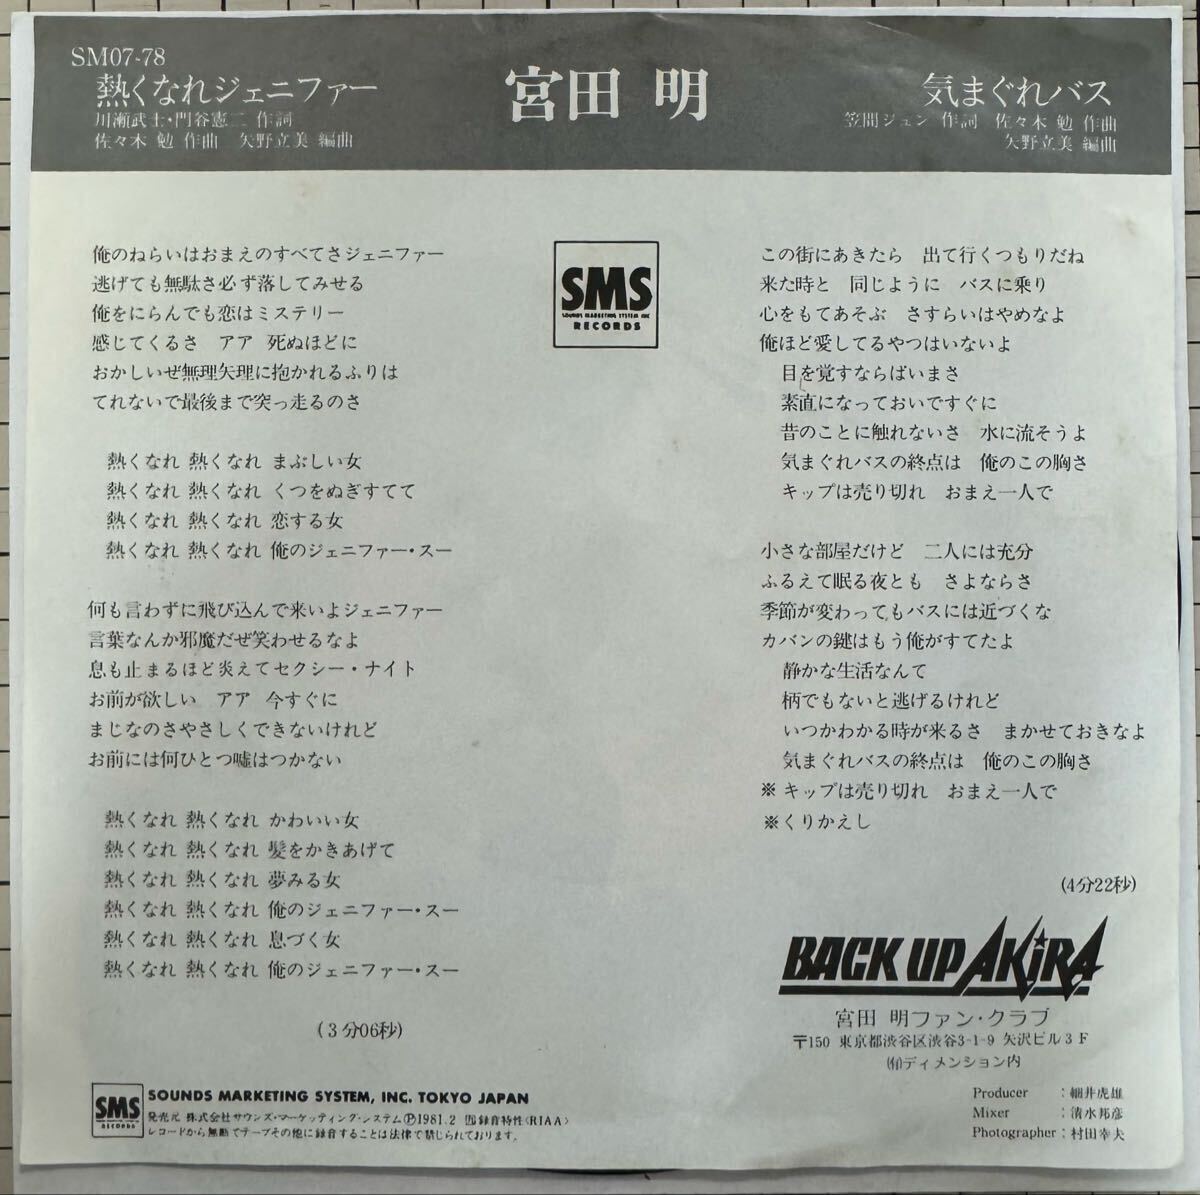 SM07-78
熱くなれジェニファー
川瀬武士・門谷憲二 作詞
佐々木 勉 作曲 矢野立美 編曲
宮田 明
気まぐれバス
笠間ジュン 作詞 佐々木 勉 作曲
矢野立美 編曲
俺のねらいはおまえのすべてさジェニファー
逃げても無駄さ必ず落してみせる
俺をにらんでも恋はミステリー
感じてくるさ アア 死ぬほどに
おかしいぜ無理矢理に抱かれるふりは
てれないで最後まで突っ走るのさ
熱くなれ 熱くなれ まぶしい女
熱くなれ 熱くなれ くつをぬぎすてて
熱くなれ 熱くなれ 恋する女
熱くなれ 熱くなれ 俺のジェニファー・スー
何も言わずに飛び込んで来いよジェニファー
言葉なんか邪魔だぜ笑わせるなよ
息も止まるほど炎えてセクシー・ナイト
お前が欲しい アア 今すぐに
まじなのさやさしくできないけれど
お前には何ひとつ嘘はつかない
熱くなれ 熱くなれ かわいい女
熱くなれ 熱くなれ 髪をかきあげて
熱くなれ 熱くなれ 夢みる女
熱くなれ 熱くなれ 俺のジェニファー・スー
熱くなれ 熱くなれ 息づく女
熱くなれ 熱くなれ 俺のジェニファー・スー
(3分06秒)
SMS
SOUNDS MARKETING SYSTEM INC
RECORDS
この街にあきたら 出て行くつもりだね
来た時と 同じように バスに乗り
心をもてあそぶ さすらいはやめなよ
俺ほど愛してるやつはいないよ
目を覚すならばいまさ
素直になっておいですぐに
昔のことに触れないさ 水に流そうよ
気まぐれバスの終点は 俺のこの胸さ
キップは売り切れ おまえ一人で
小さな部屋だけど 二人には充分
ふるえて眠る夜とも さよならさ
季節が変わってもバスには近づくな
カバンの鍵はもう俺がすてたよ
静かな生活なんて
柄でもないと逃げるけれど
いつかわかる時が来るさ まかせておきなよ
気まぐれバスの終点は 俺のこの胸さ
※キップは売り切れ おまえ一人で
※くりかえし
(4分22秒)
BACK UP AKIRA
宮田 明ファン・クラブ
〒150 東京都渋谷区渋谷3-1-9 矢沢ビル3F
㈲ディメンション内
Producer :細井虎雄
Mixer :清水邦彦
Photographer:村田幸夫
SMS
RECORDS
SOUNDS MARKETING SYSTEM, INC. TOKYO JAPAN
発売元 株式会社サウンズ・マーケッティング・システムⓅ1981.2 録音特性〈RIAA〉
レコードから無断でテープその他に録音することは法律で禁じられております。